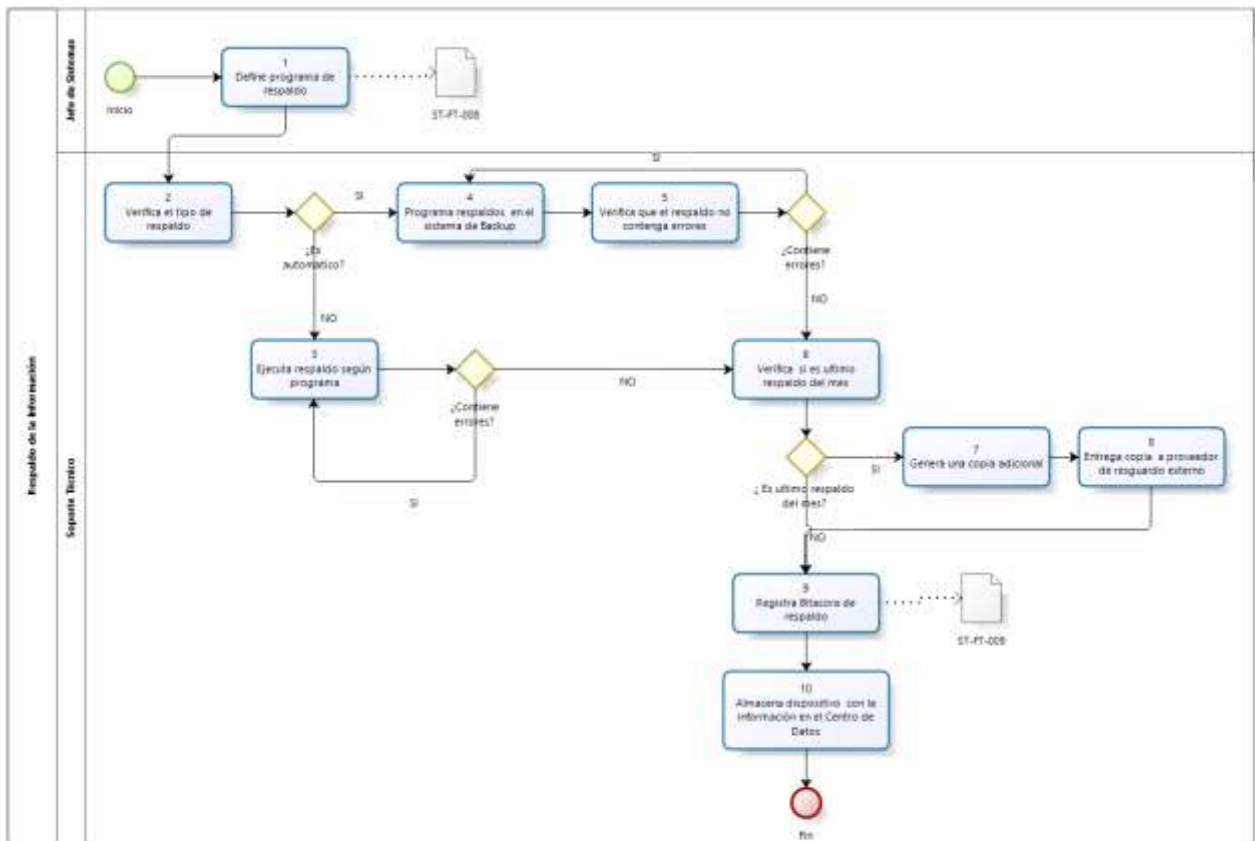 Respaldo de la Información
Jefe de Sistemas
Inicio
1
Define programa de
respaldo
ST-FT-008
Soporte Técnico
2
Verifica el tipo de
respaldo
¿Es
automático?
SI
NO
4
Programa respaldos en el
sistema de Backup
5
Verifica que el respaldo no
contenga errores
SI
¿Contiene
errores?
NO
3
Ejecuta respaldo según
programa
¿Contiene
errores?
SI
NO
6
Verifica si es ultimo
respaldo del mes
¿ Es ultimo respaldo
del mes?
SI
NO
7
Genera una copia adicional
8
Entrega copia a proveedor
de resguardo externo
9
Registra Bitacora de
respaldo
ST-FT-009
10
Almacena dispositivo con la
información en el Centro de
Datos
Fin